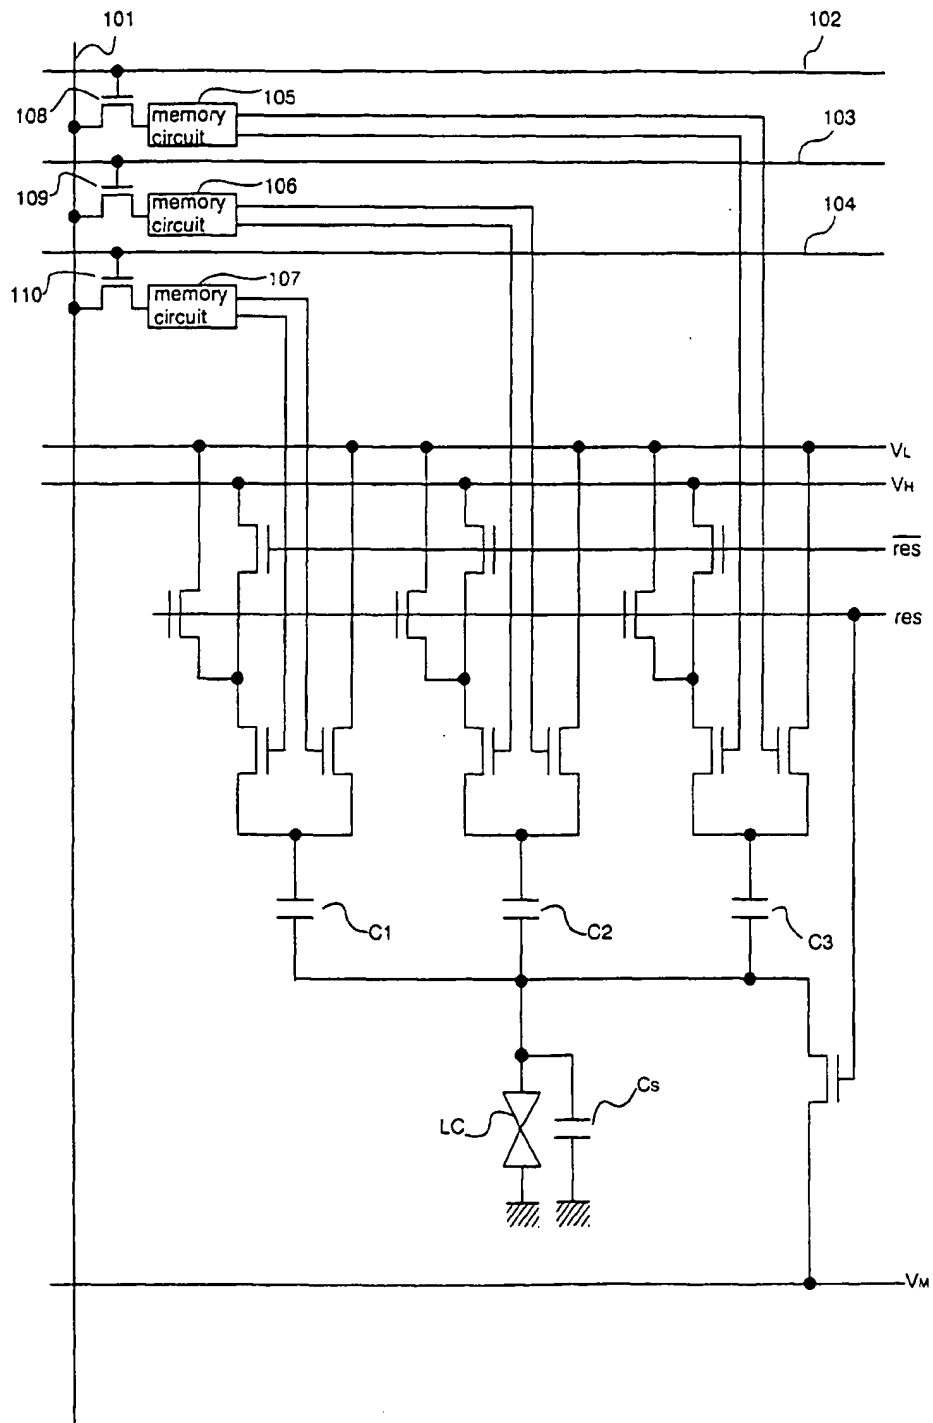 101
102
108
memory
circuit
105
103
109
memory
circuit
106
104
110
memory
circuit
107
VL
VH
res
res
C1
C2
C3
LC
Cs
VM